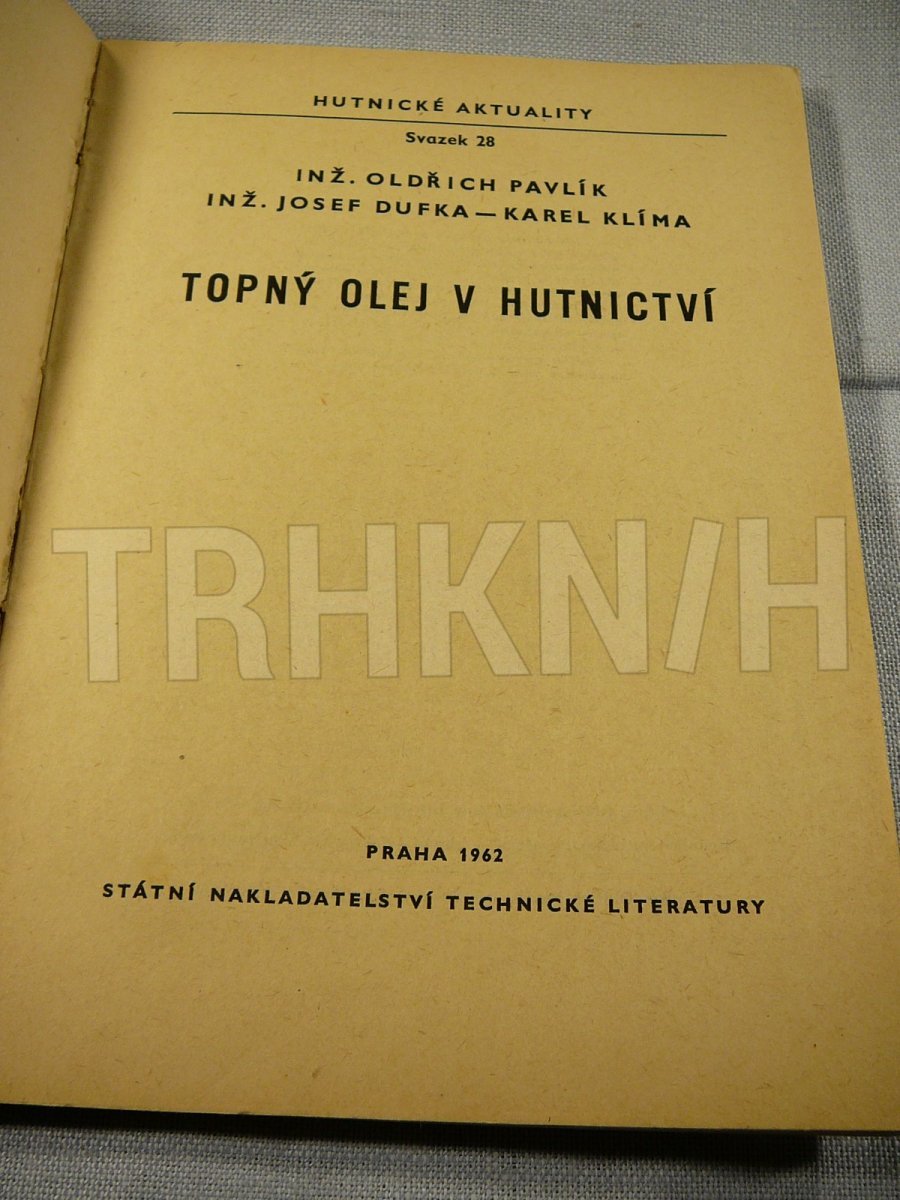 HUTNICKÉ AKTUALITY
Svazek 28
INŽ. OLDŘICH PAVLÍK
INŽ. JOSEF DUFKA — KAREL KLÍMA
TOPNÝ OLEJ V HUTNICTVÍ
TRHKN/H
PRAHA 1962
STÁTNÍ NAKLADATELSTVÍ TECHNICKÉ LITERATURY